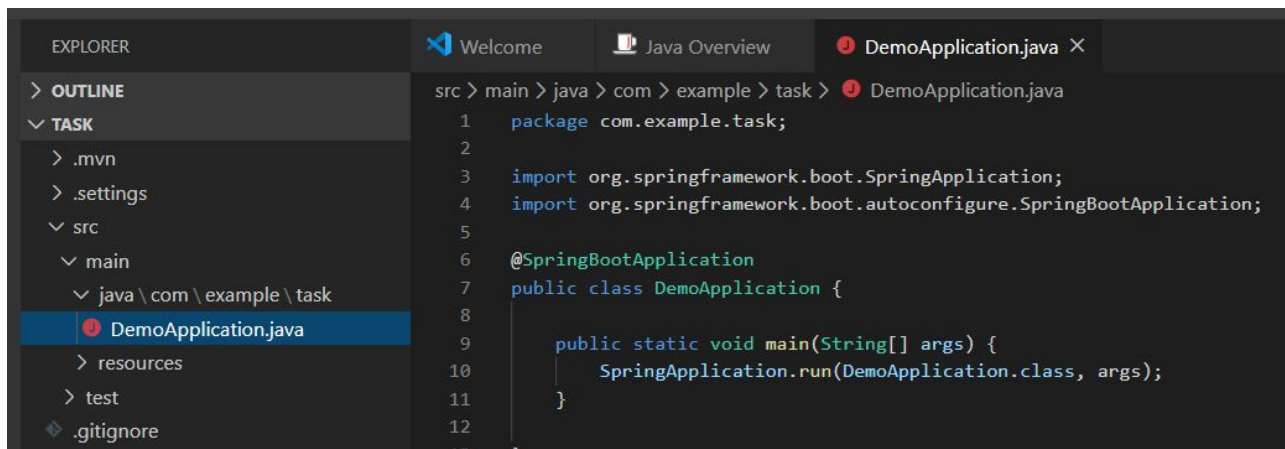 EXPLORER
OUTLINE
TASK
.mvn
.settings
src
main
java \ com \ example \ task
DemoApplication.java
resources
test
.gitignore
Welcome
Java Overview
DemoApplication.java
src > main > java > com > example > task > DemoApplication.java
1 package com.example.task;
2
3 import org.springframework.boot.SpringApplication;
4 import org.springframework.boot.autoconfigure.SpringBootApplication;
5
6 @SpringBootApplication
7 public class DemoApplication {
8
9 public static void main(String[] args) {
10 SpringApplication.run(DemoApplication.class, args);
11 }
12